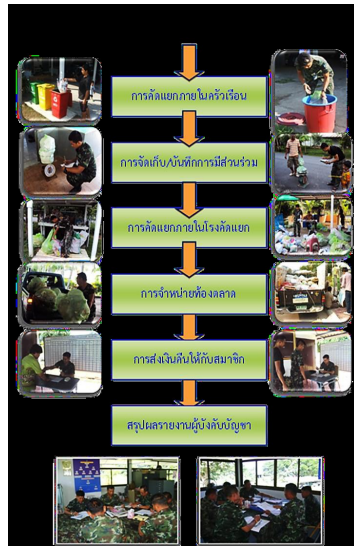 การคัดแยกภายในครัวเรือน
การจัดเก็บ/บันทึกการมีส่วนร่วม
การคัดแยกภายในโรงคัดแยก
การจำหน่ายท้องตลาด
การส่งเงินคืนให้กับสมาชิก
สรุปผลรายงานผู้บังคับบัญชา